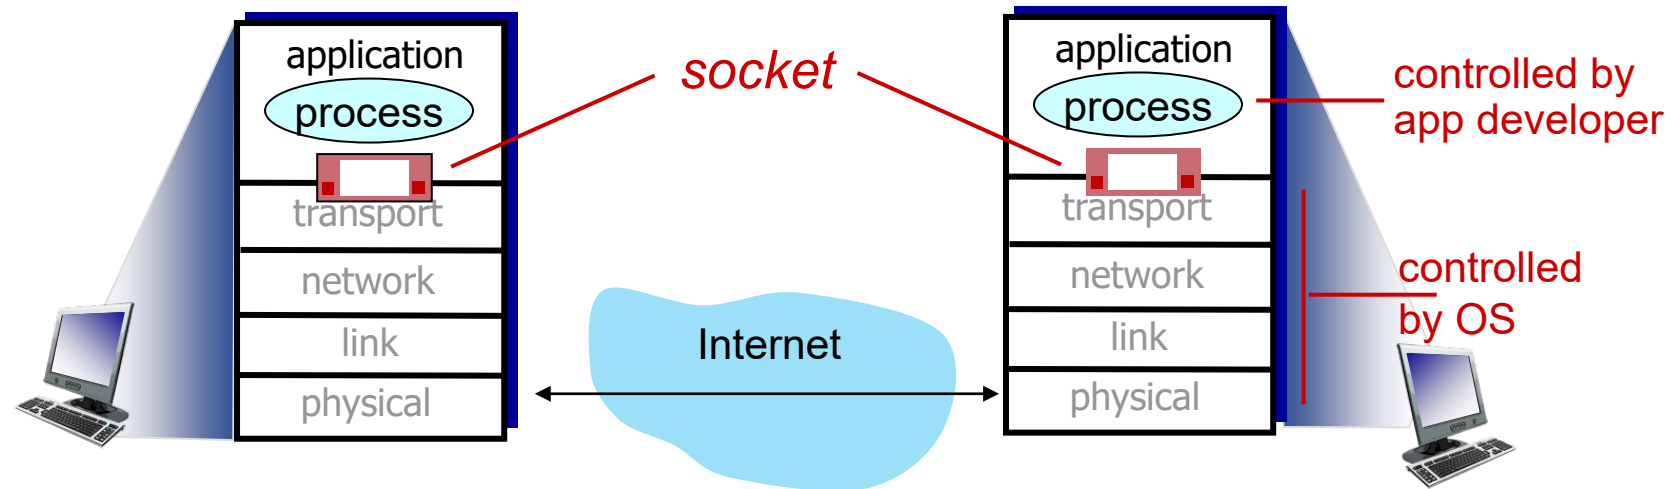 application
process
transport
network
link
physical
socket
Internet
application
process
transport
network
link
physical
controlled by
app developer
controlled
by OS